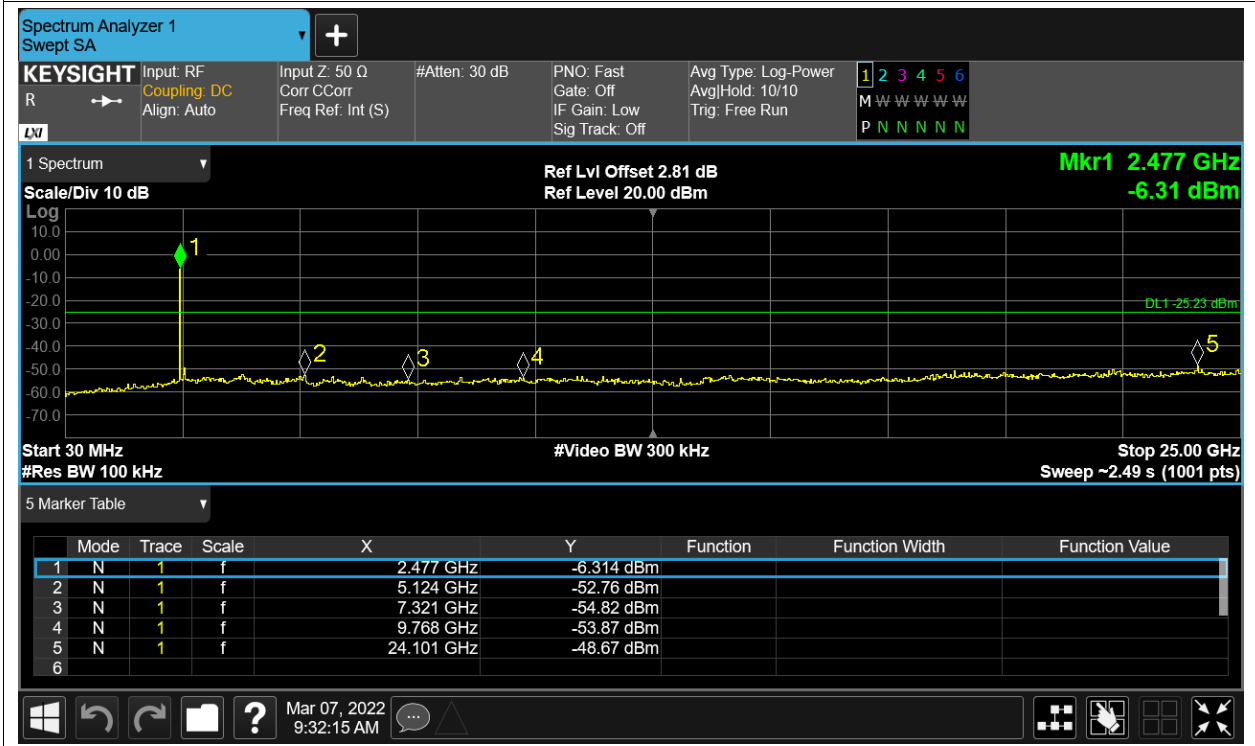 Spectrum Analyzer 1
Swept SA
KEYSIGHT Input: RF Input Z: 50 Ω #Atten: 30 dB PNO: Fast Avg Type: Log-Power 1 2 3 4 5 6
R Coupling: DC Corr CCorr Gate: Off Avg|Hold: 10/10 M W W W W W
Align: Auto Freq Ref: Int (S) IF Gain: Low Trig: Free Run
LXI Sig Track: Off P N N N N N
1 Spectrum Ref Lvl Offset 2.81 dB Mkr1 2.477 GHz
Scale/Div 10 dB Ref Level 20.00 dBm -6.31 dBm
Log
10.0
0.00 1
-10.0
-20.0 DL1 -25.23 dBm
-30.0
-40.0 2 3 4 5
-50.0
-60.0
-70.0
Start 30 MHz #Video BW 300 kHz Stop 25.00 GHz
#Res BW 100 kHz Sweep ~2.49 s (1001 pts)
5 Marker Table
Mode Trace Scale X Y Function Function Width Function Value
1 N 1 f 2.477 GHz -6.314 dBm
2 N 1 f 5.124 GHz -52.76 dBm
3 N 1 f 7.321 GHz -54.82 dBm
4 N 1 f 9.768 GHz -53.87 dBm
5 N 1 f 24.101 GHz -48.67 dBm
6
? Mar 07, 2022
9:32:15 AM